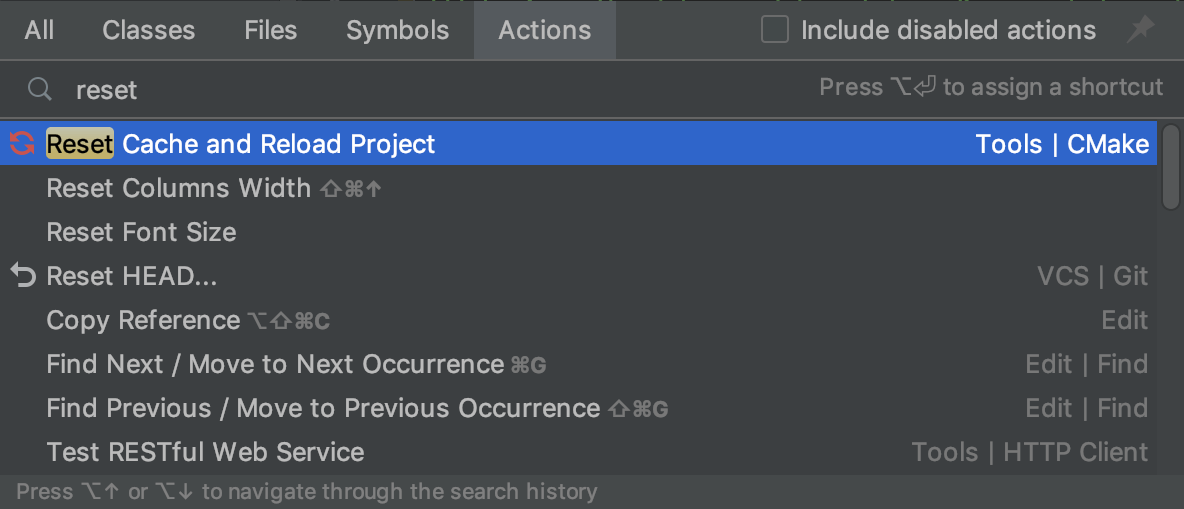 All Classes Files Symbols Actions Include disabled actions
reset Press ⌥⏎ to assign a shortcut
Reset Cache and Reload Project Tools | CMake
Reset Columns Width ⇧⌘↑
Reset Font Size
Reset HEAD... VCS | Git
Copy Reference ⌥⇧⌘C Edit
Find Next / Move to Next Occurrence ⌘G Edit | Find
Find Previous / Move to Previous Occurrence ⇧⌘G Edit | Find
Test RESTful Web Service Tools | HTTP Client
Press ⌥↑ or ⌥↓ to navigate through the search history